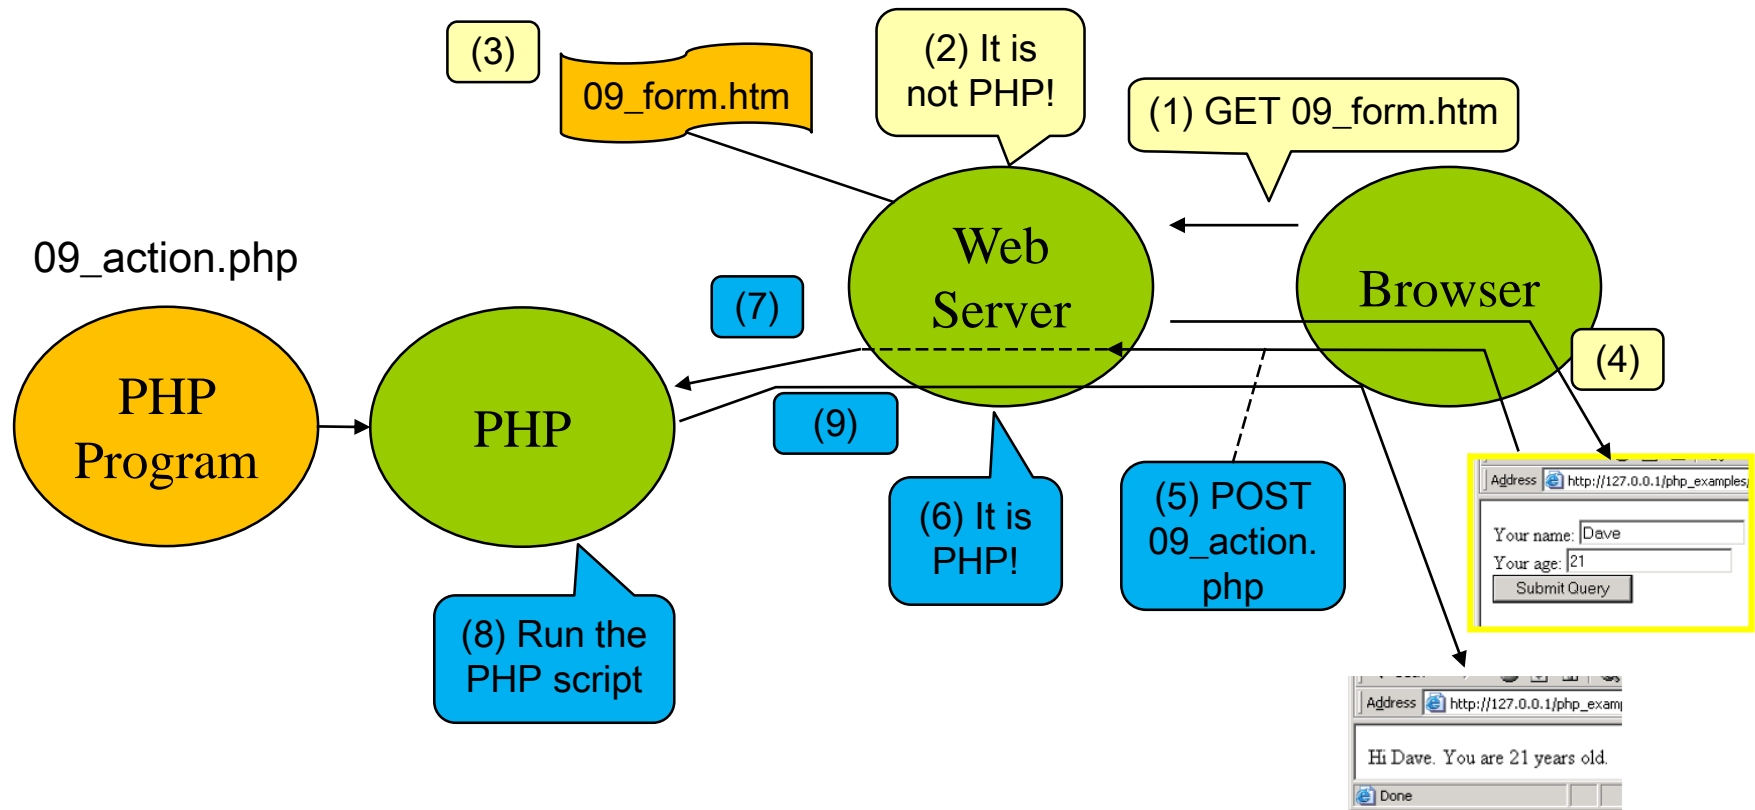 (3)
09_form.htm
(2) It is
not PHP!
(1) GET 09_form.htm
09_action.php
Web
Server
Browser
(7)
(4)
PHP
Program
PHP
(9)
(6) It is
PHP!
(5) POST
09_action.
php
(8) Run the
PHP script
Address http://127.0.0.1/php_examples/
Your name: Dave
Your age: 21
Submit Query
Address http://127.0.0.1/php_exam
Hi Dave. You are 21 years old.
Done